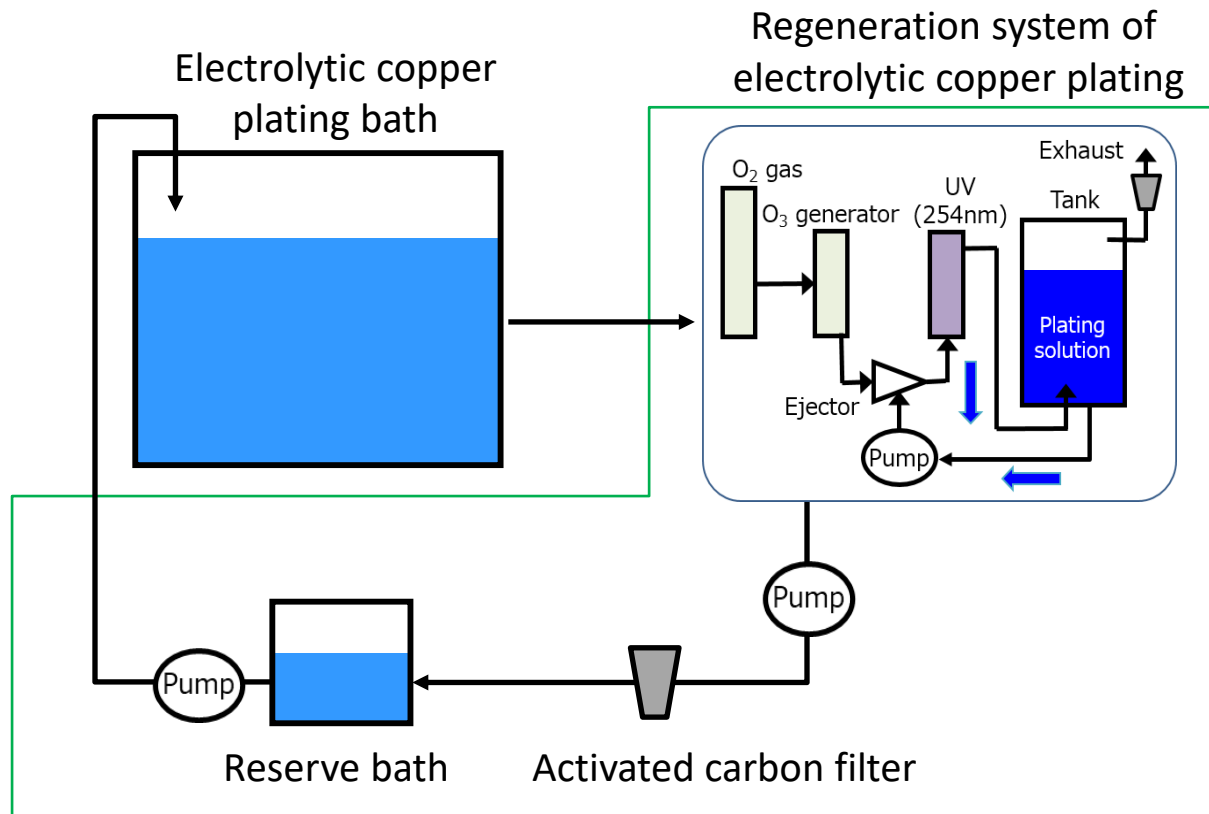 Regeneration system of
electrolytic copper plating
Electrolytic copper
plating bath
O₂ gas
O₃ generator
UV
(254nm)
Exhaust
Tank
Plating
solution
Ejector
Pump
Pump
Pump
Reserve bath
Activated carbon filter